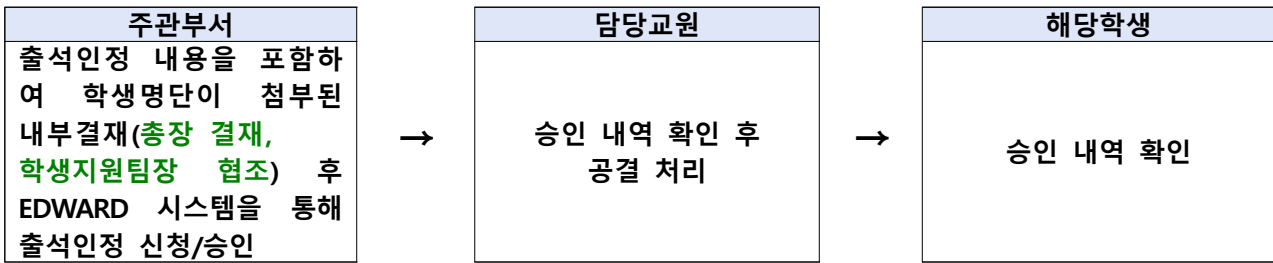 주관부서
출석인정 내용을 포함하
여 학생명단이 첨부된
내부결재(총장 결재,
학생지원팀장 협조) 후
EDWARD 시스템을 통해
출석인정 신청/승인
→
담당교원
승인 내역 확인 후
공결 처리
→
해당학생
승인 내역 확인